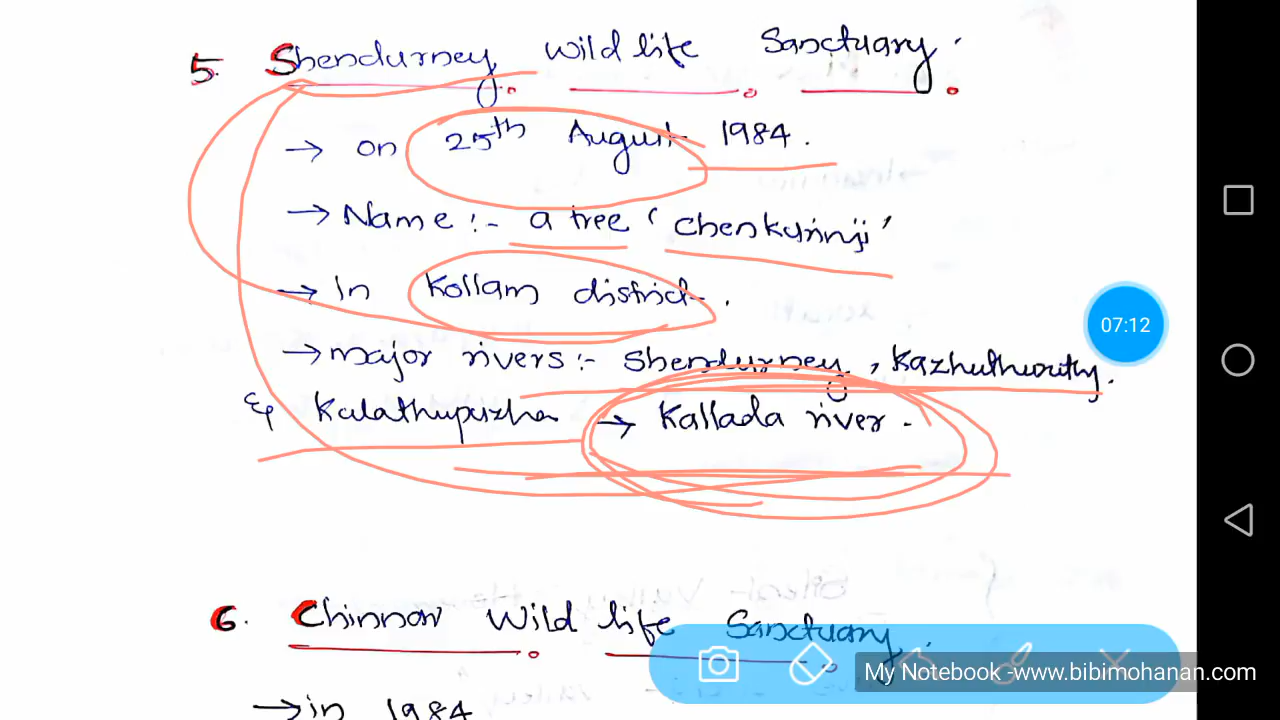 5. Shendurney wild life Sanctuary.
→ on 25th August 1984.
→ Name :- a tree 'chenkurinji'
→ In Kollam district.
→ major rivers :- Shendurney, Kazhuthuruthy.
& Kulathupuzha → Kallada river.
07:12
6. Chinnar Wild life Sanctuary.
My Notebook -www.bibimohanan.com
→ in 1984